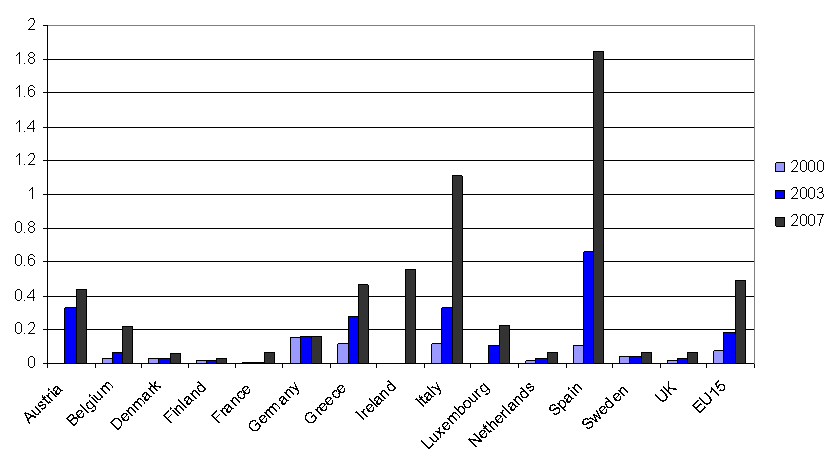 2
1.8
1.6
1.4
1.2
1
0.8
0.6
0.4
0.2
0
2000
2003
2007
Austria
Belgium
Denmark
Finland
France
Germany
Greece
Ireland
Italy
Luxembourg
Netherlands
Spain
Sweden
UK
EU15